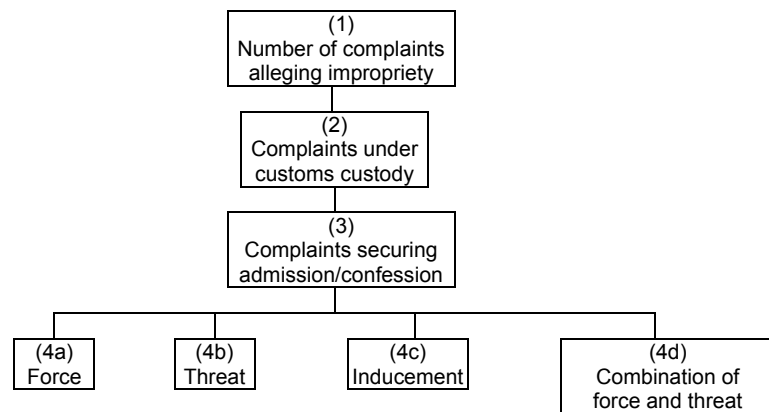 (1)
Number of complaints
alleging impropriety
(2)
Complaints under
customs custody
(3)
Complaints securing
admission/confession
(4a)
Force
(4b)
Threat
(4c)
Inducement
(4d)
Combination of
force and threat